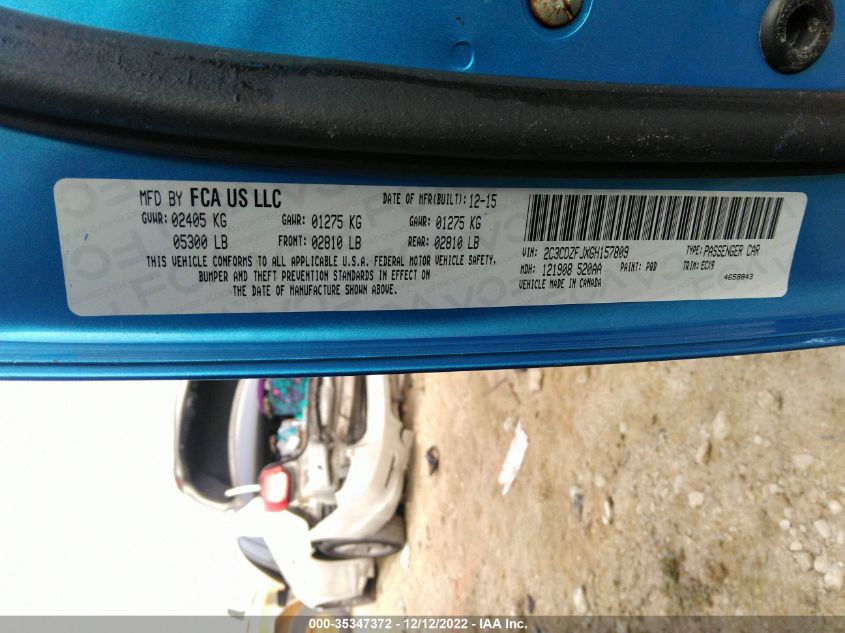 MFD BY FCA US LLC
DATE OF MFR(BUILT): 12-15
GVWR: 02405 KG GAWR: 01275 KG GAWR: 01275 KG
05300 LB FRONT: 02810 LB REAR: 02810 LB
THIS VEHICLE CONFORMS TO ALL APPLICABLE U.S.A.FEDERAL MOTOR VEHICLE SAFETY,
BUMPER AND THEFT PREVENTION STANDARDS IN EFFECT ON
THE DATE OF MANUFACTURE SHOWN ABOVE.
VIN: 2C3CDZFJXGH157809 TYPE: PASSENGER CAR
MDH: 121908 520AA PAINT: PQD TRIM: ECX9
VEHICLE MADE IN CANADA 4658843
000-35347372 - 12/12/2022 - IAA Inc.